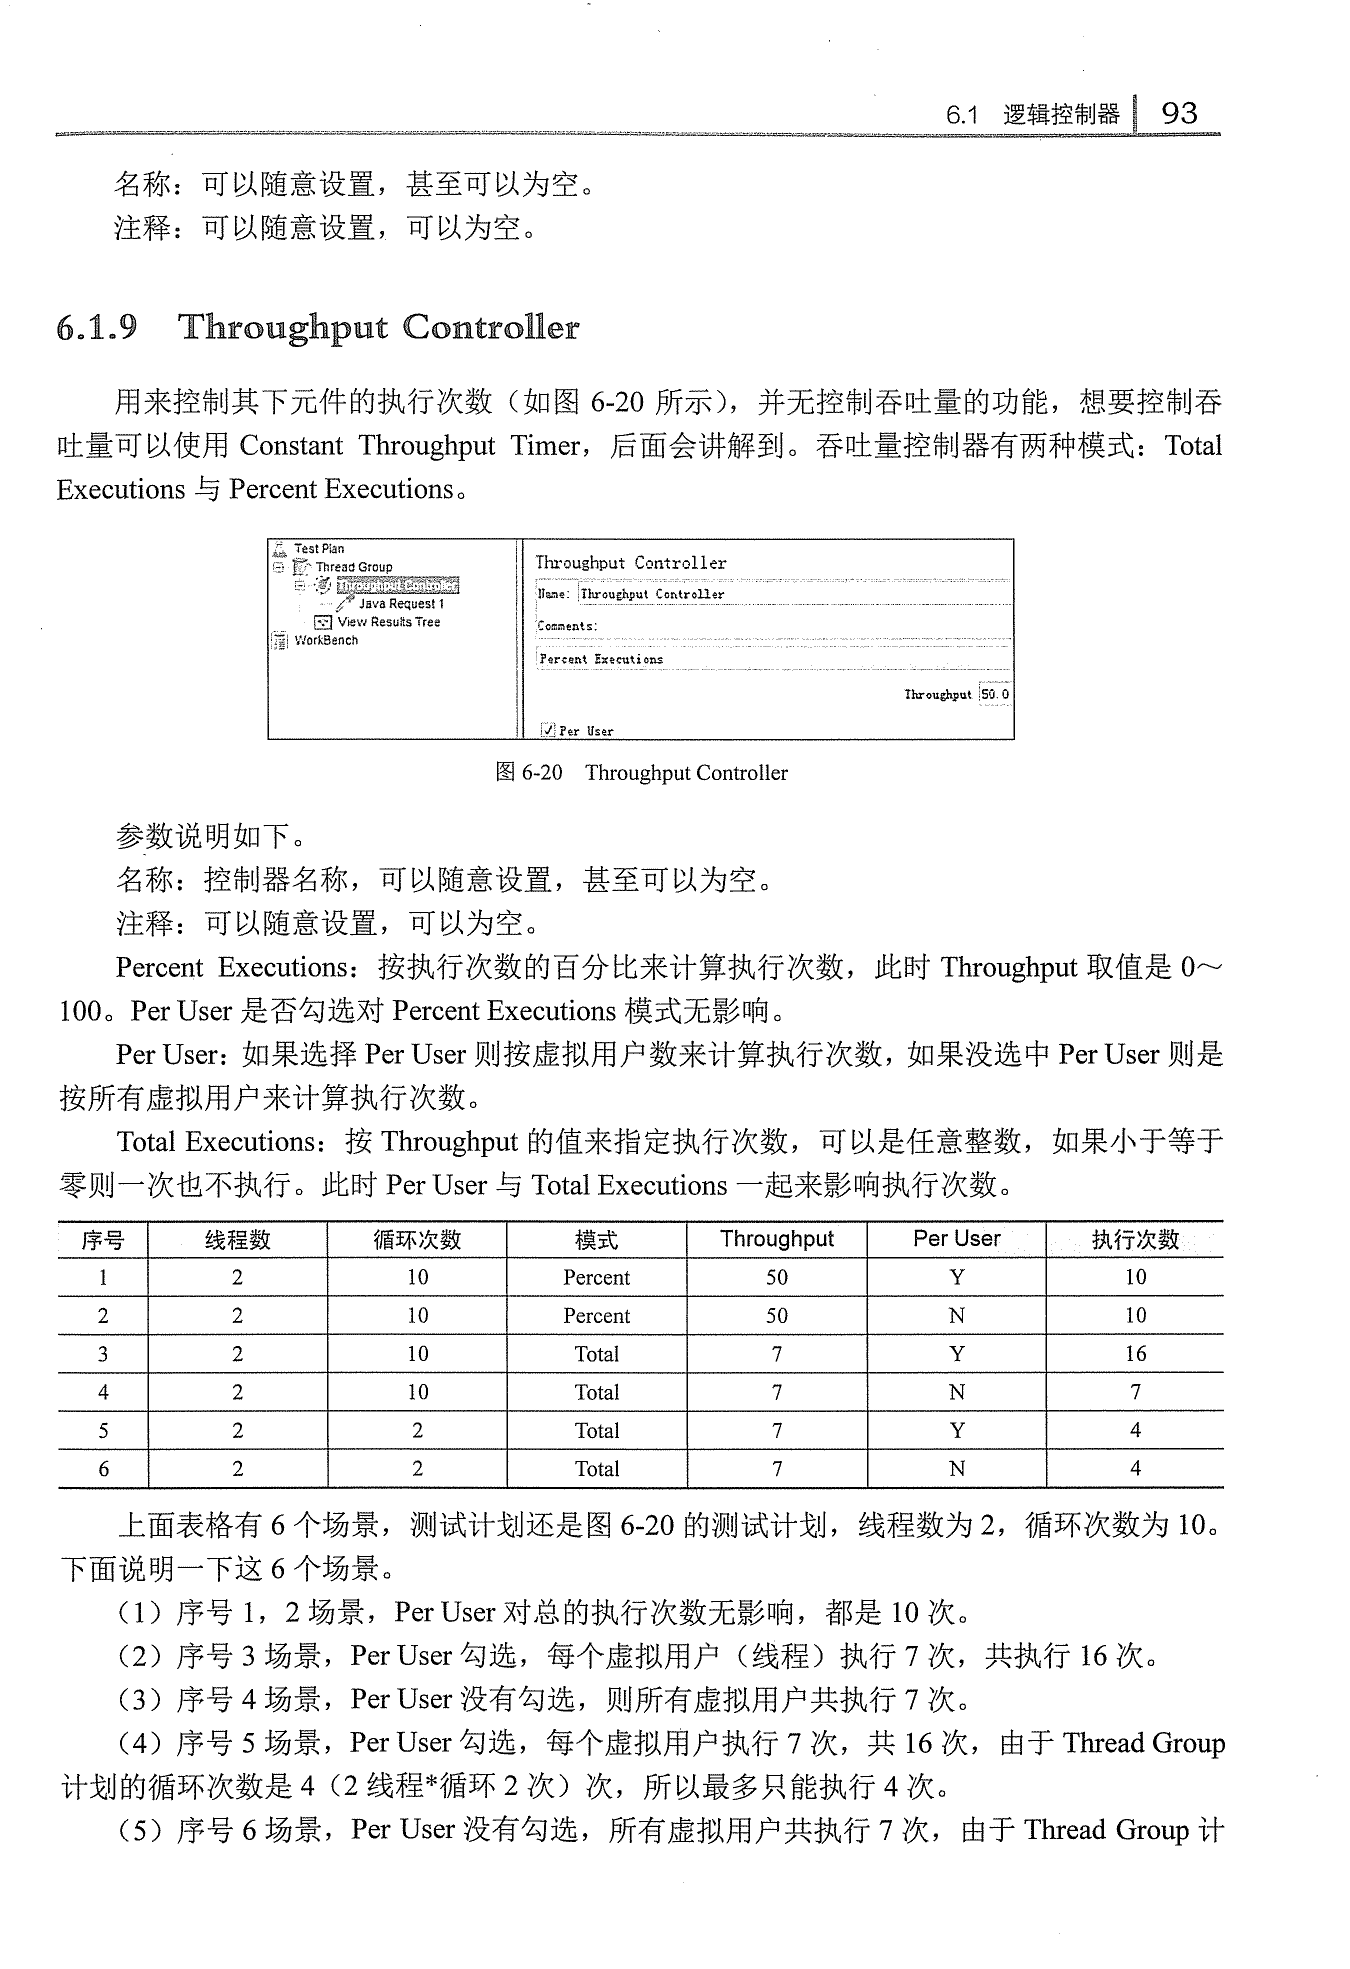 6.1 逻辑控制器 93
名称：可以随意设置，甚至可以为空。
注释：可以随意设置，可以为空。
6.1.9 Throughput Controller
用来控制其下元件的执行次数（如图 6-20 所示），并无控制吞吐量的功能，想要控制吞
吐量可以使用 Constant Throughput Timer，后面会讲解到。吞吐量控制器有两种模式：Total
Executions 与 Percent Executions。
Test Plan
Thread Group
Throughput Controller
Java Request 1
View Results Tree
WorkBench
Throughput Controller
Name: Throughput Controller
Comments:
Percent Executions
Throughput 50.0
Per User
图 6-20 Throughput Controller
参数说明如下。
名称：控制器名称，可以随意设置，甚至可以为空。
注释：可以随意设置，可以为空。
Percent Executions：按执行次数的百分比来计算执行次数，此时 Throughput 取值是 0～
100。Per User 是否勾选对 Percent Executions 模式无影响。
Per User：如果选择 Per User 则按虚拟用户数来计算执行次数，如果没选中 Per User 则是
按所有虚拟用户来计算执行次数。
Total Executions：按 Throughput 的值来指定执行次数，可以是任意整数，如果小于等于
零则一次也不执行。此时 Per User 与 Total Executions 一起来影响执行次数。
序号 线程数 循环次数 模式 Throughput Per User 执行次数
1 2 10 Percent 50 Y 10
2 2 10 Percent 50 N 10
3 2 10 Total 7 Y 16
4 2 10 Total 7 N 7
5 2 2 Total 7 Y 4
6 2 2 Total 7 N 4
上面表格有 6 个场景，测试计划还是图 6-20 的测试计划，线程数为 2，循环次数为 10。
下面说明一下这 6 个场景。
（1）序号 1，2 场景，Per User 对总的执行次数无影响，都是 10 次。
（2）序号 3 场景，Per User 勾选，每个虚拟用户（线程）执行 7 次，共执行 16 次。
（3）序号 4 场景，Per User 没有勾选，则所有虚拟用户共执行 7 次。
（4）序号 5 场景，Per User 勾选，每个虚拟用户执行 7 次，共 16 次，由于 Thread Group
计划的循环次数是 4（2 线程*循环 2 次）次，所以最多只能执行 4 次。
（5）序号 6 场景，Per User 没有勾选，所有虚拟用户共执行 7 次，由于 Thread Group 计